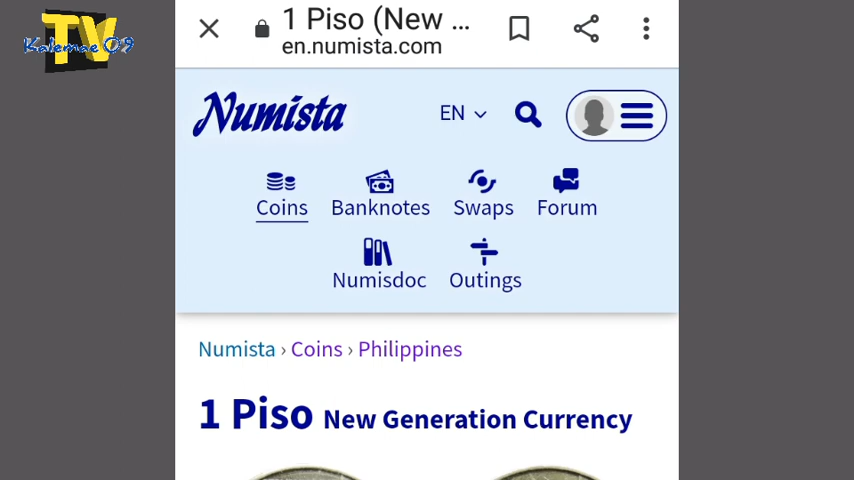 TV
Kalemae 09
1 Piso (New ...
en.numista.com
Numista
EN
Coins Banknotes Swaps Forum
Numisdoc Outings
Numista › Coins › Philippines
1 Piso New Generation Currency